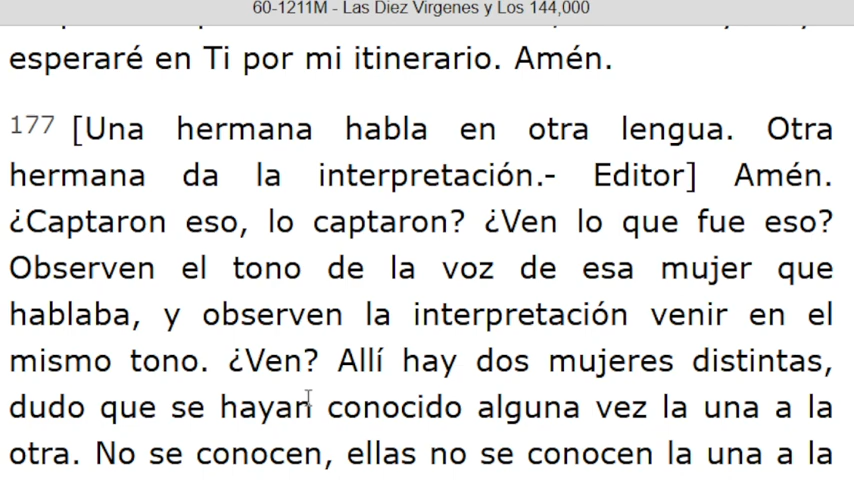 60-1211M - Las Diez Virgenes y Los 144,000
esperaré en Ti por mi itinerario. Amén.
177 [Una hermana habla en otra lengua. Otra
hermana da la interpretación.- Editor] Amén.
¿Captaron eso, lo captaron? ¿Ven lo que fue eso?
Observen el tono de la voz de esa mujer que
hablaba, y observen la interpretación venir en el
mismo tono. ¿Ven? Allí hay dos mujeres distintas,
dudo que se hayan conocido alguna vez la una a la
otra. No se conocen, ellas no se conocen la una a la